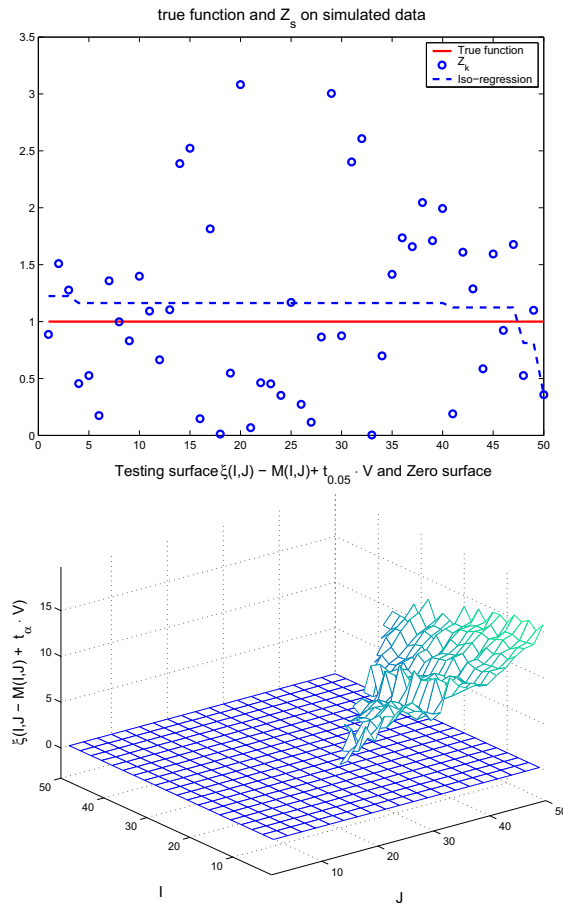 true function and Z_s on simulated data
True function
Z_k
Iso−regression
3.5
3
2.5
2
1.5
1
0.5
0
0 5 10 15 20 25 30 35 40 45 50
Testing surface ξ(I,J) − M(I,J)+ t_0.05 · V and Zero surface
ξ(I,J − M(I,J) + t_α · V)
15
10
5
0
50
40
30
20
10
I
10
20
30
40
50
J